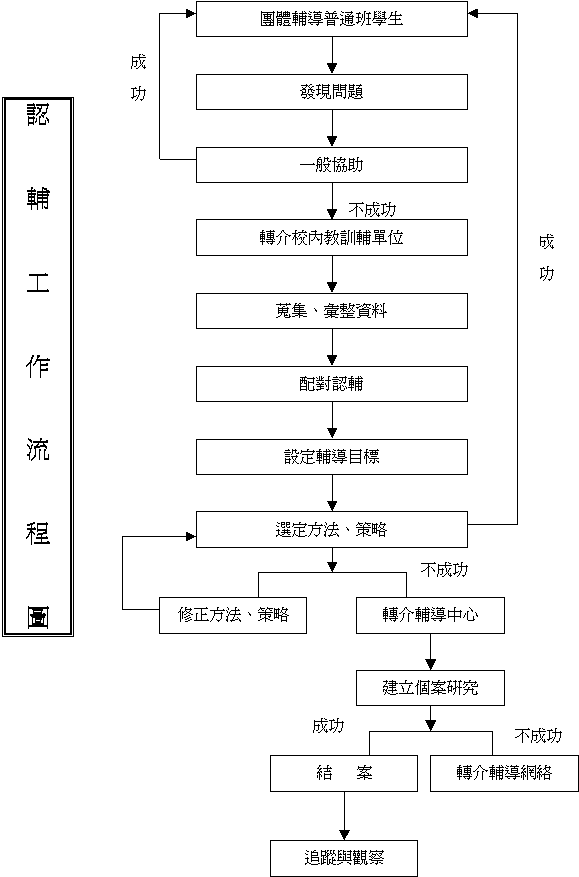 認輔工作流程圖
團體輔導普通班學生
成功
發現問題
一般協助
不成功
轉介校內教訓輔單位
成功
蒐集、彙整資料
配對認輔
設定輔導目標
選定方法、策略
不成功
修正方法、策略
轉介輔導中心
建立個案研究
成功
不成功
結 案
轉介輔導網絡
追蹤與觀察